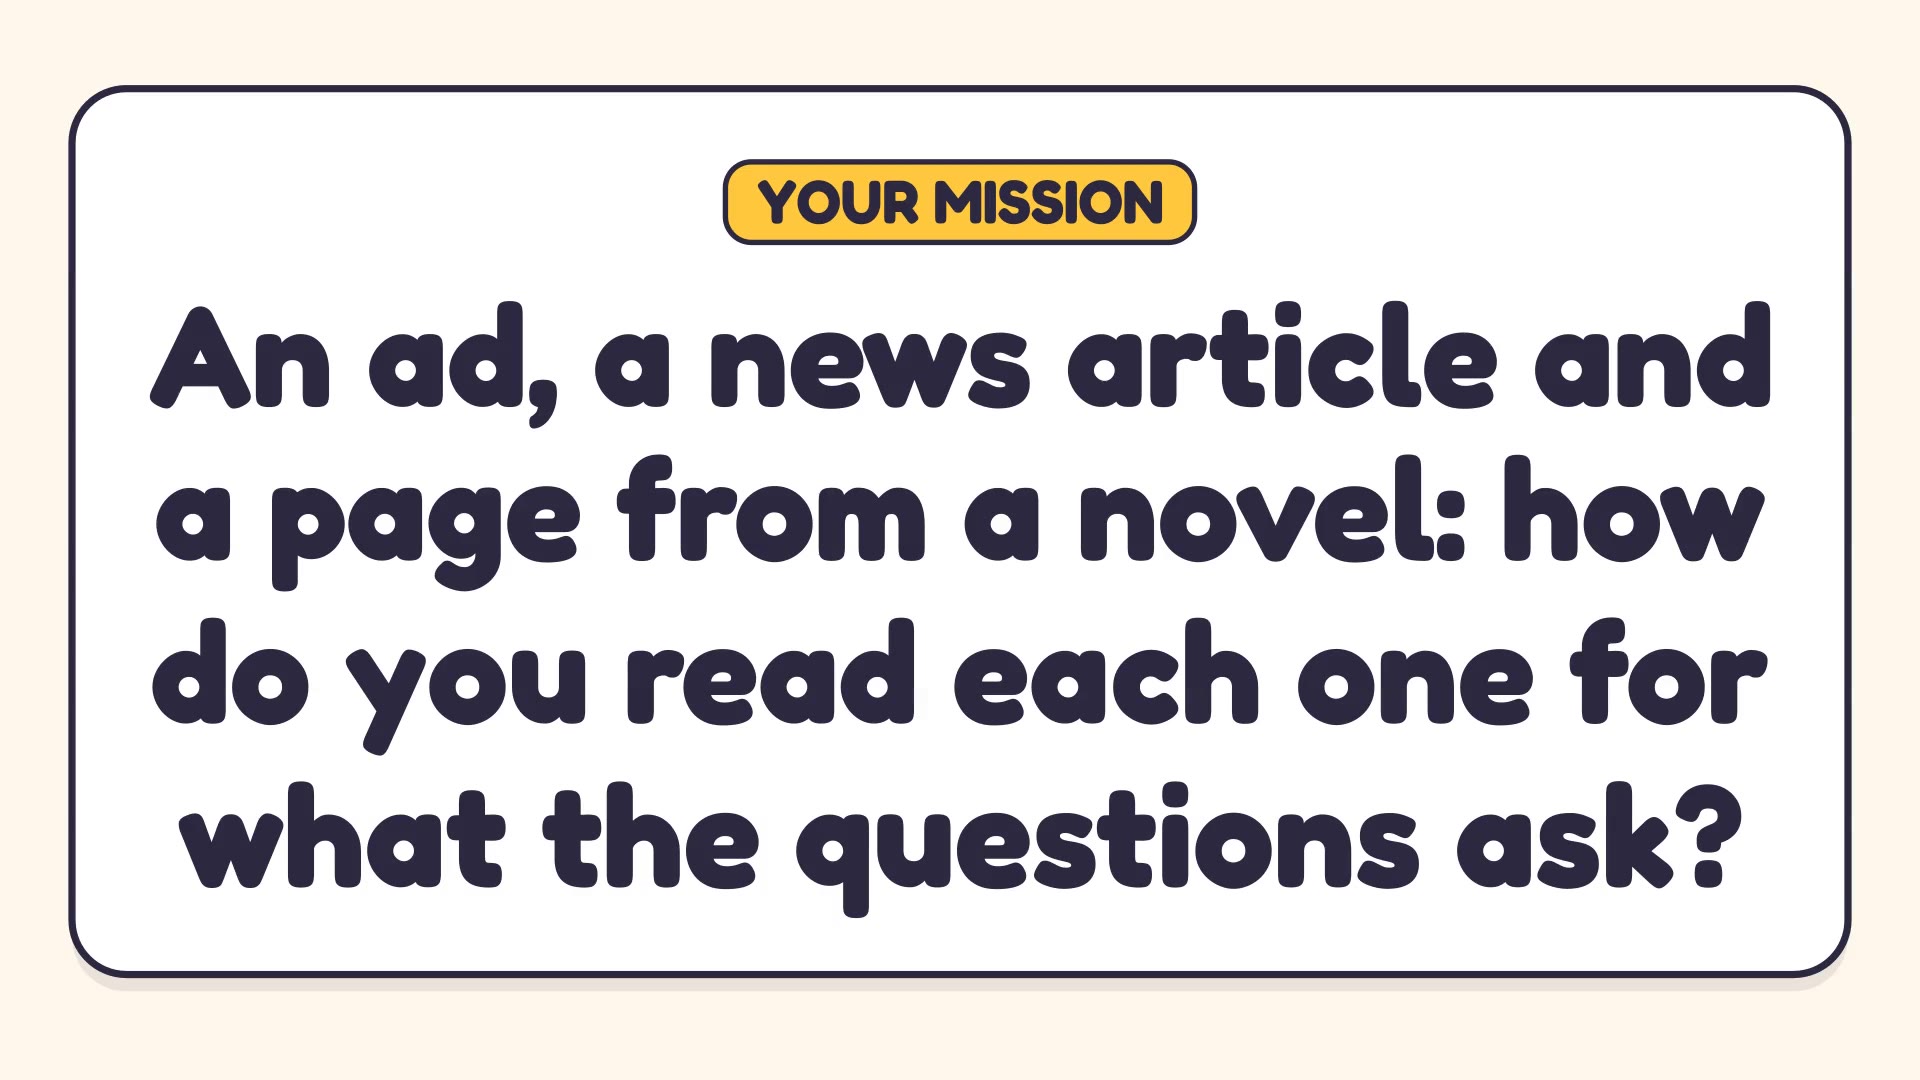 YOUR MISSION
An ad, a news article and
a page from a novel: how
do you read each one for
what the questions ask?